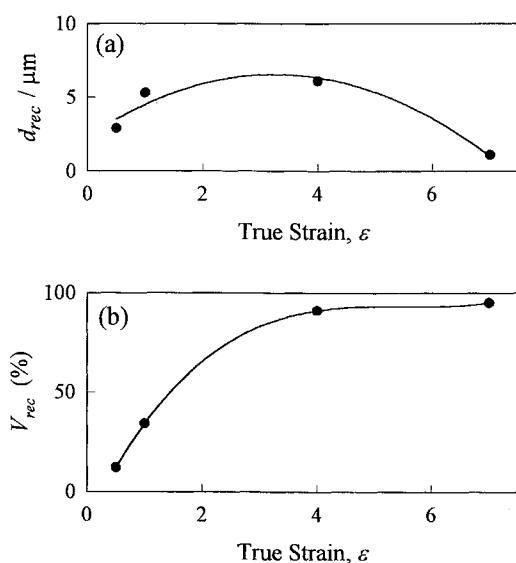 10
(a)
d_rec / μm
5
0
0 2 4 6
True Strain, ε
100
(b)
V_rec (%)
50
0
0 2 4 6
True Strain, ε